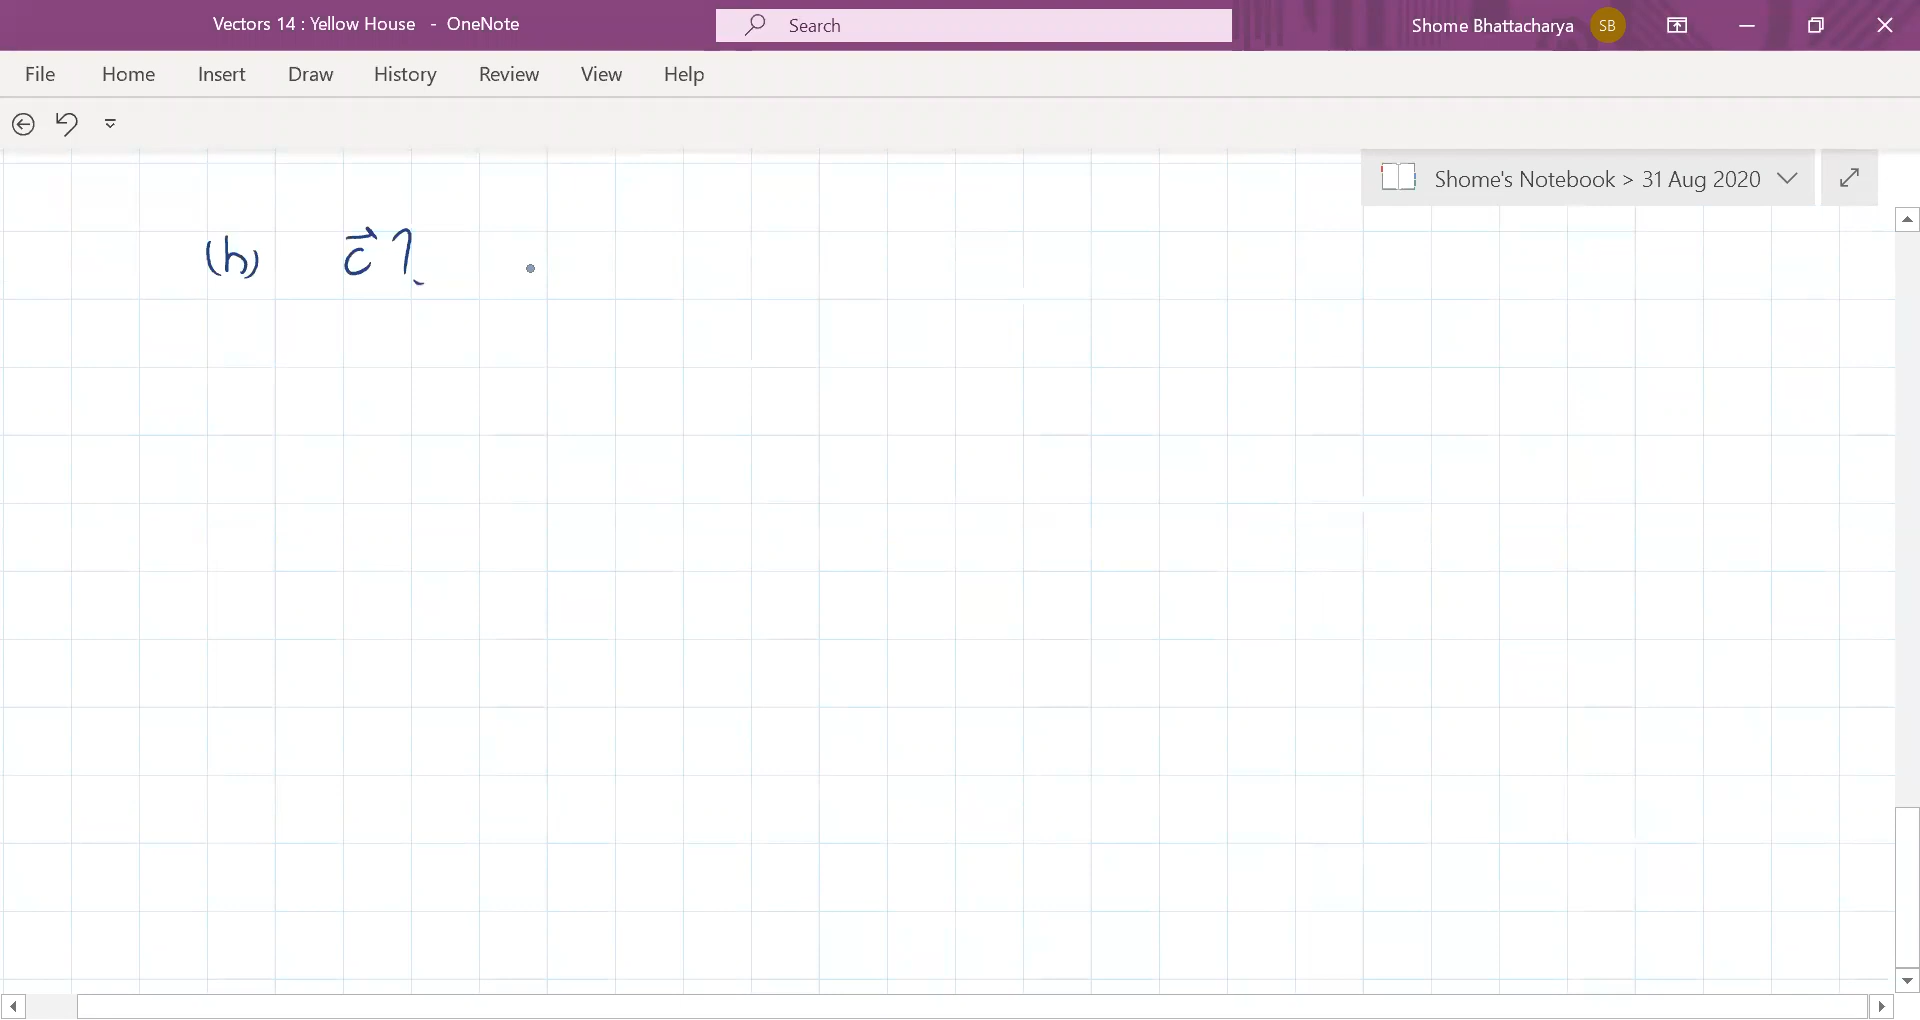 Vectors 14 : Yellow House - OneNote
Search
Shome Bhattacharya SB
File Home Insert Draw History Review View Help
Shome's Notebook > 31 Aug 2020
(h) c⃗ ?